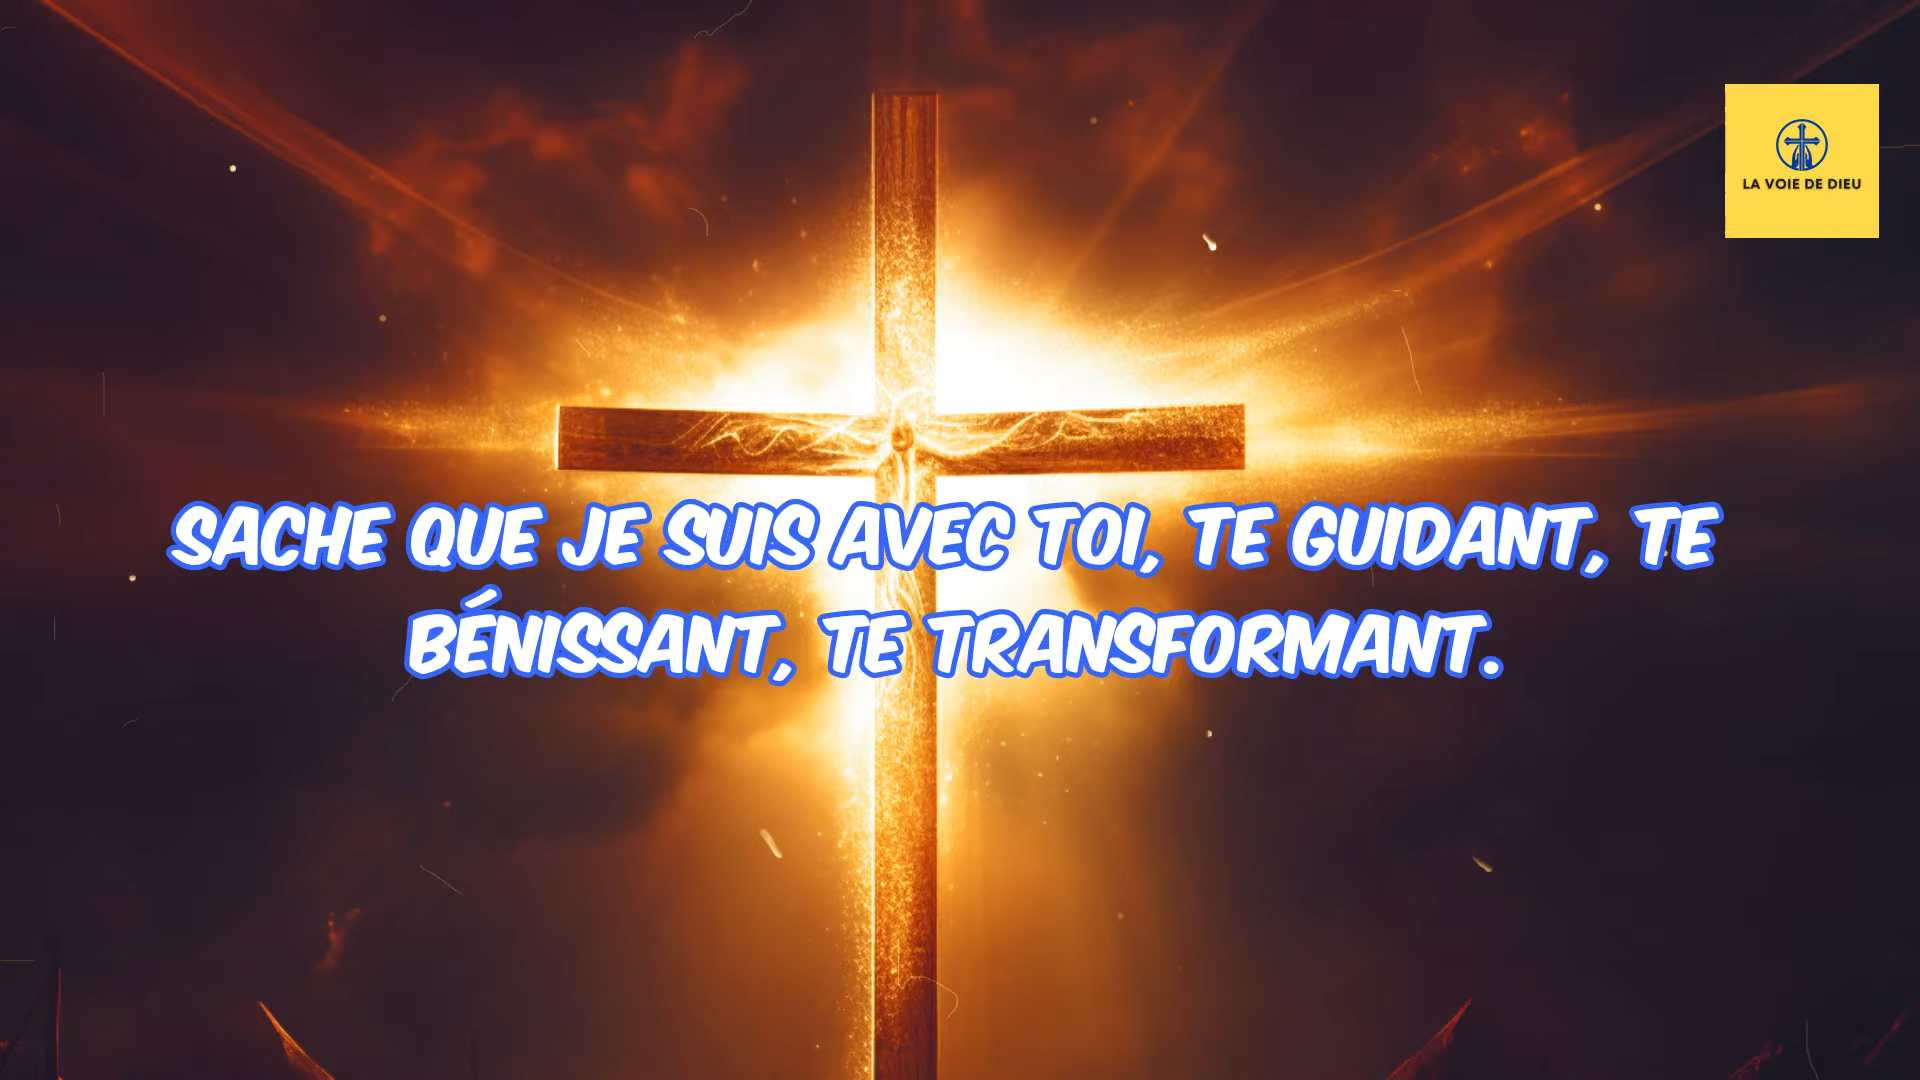 LA VOIE DE DIEU
SACHE QUE JE SUIS AVEC TOI, TE GUIDANT, TE
BÉNISSANT, TE TRANSFORMANT.